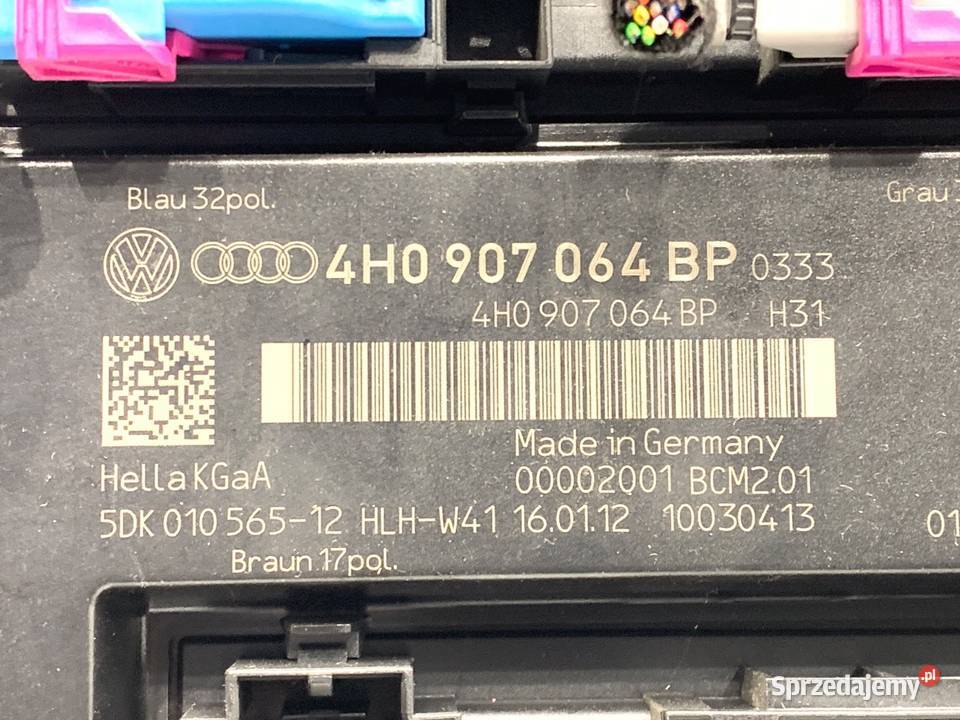 Blau 32pol.
Grau
4H0 907 064 BP 0333
4H0 907 064 BP H31
Made in Germany
Hella KGaA
00002001 BCM2.01
5DK 010 565-12 HLH-W41 16.01.12 10030413
01
Braun 17pol.
Sprzedajemy.pl